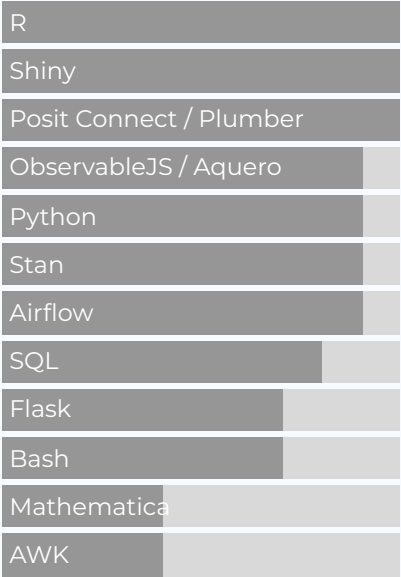 R
Shiny
Posit Connect / Plumber
ObservableJS / Aquero
Python
Stan
Airflow
SQL
Flask
Bash
Mathematica
AWK